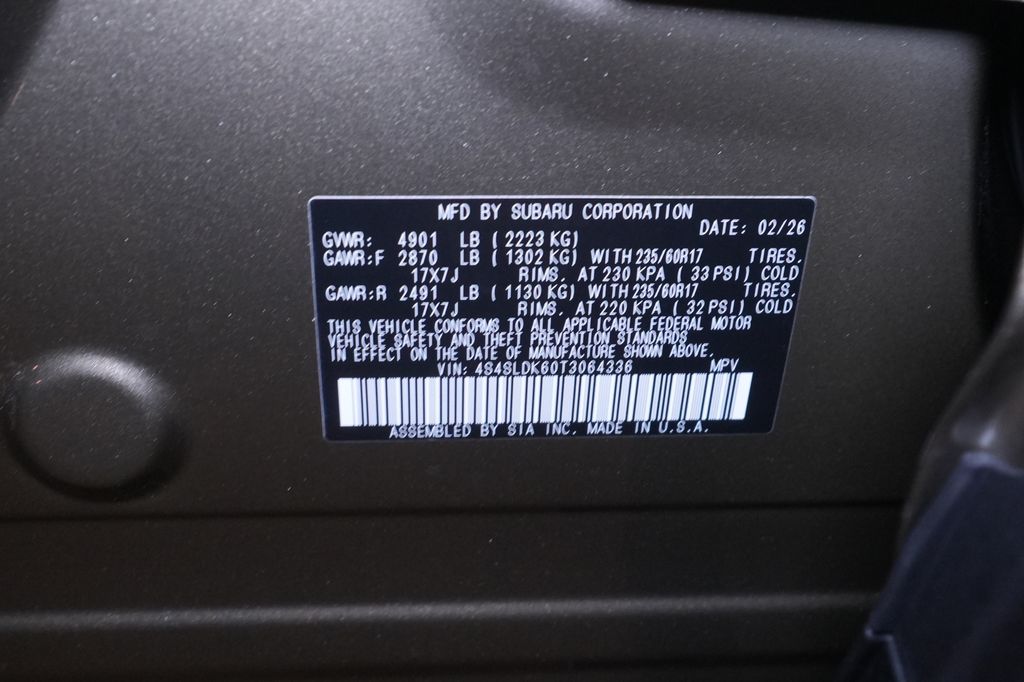 MFD BY SUBARU CORPORATION
DATE: 02/26
GVWR: 4901 LB (2223 KG)
GAWR:F 2870 LB (1302 KG) WITH 235/60R17 TIRES,
17X7J RIMS, AT 230 KPA (33 PSI) COLD
GAWR:R 2491 LB (1130 KG) WITH 235/60R17 TIRES,
17X7J RIMS, AT 220 KPA (32 PSI) COLD
THIS VEHICLE CONFORMS TO ALL APPLICABLE FEDERAL MOTOR
VEHICLE SAFETY AND THEFT PREVENTION STANDARDS
IN EFFECT ON THE DATE OF MANUFACTURE SHOWN ABOVE.
VIN: 4S4SLDK60T3064336 MPV
ASSEMBLED BY SIA INC. MADE IN U.S.A.